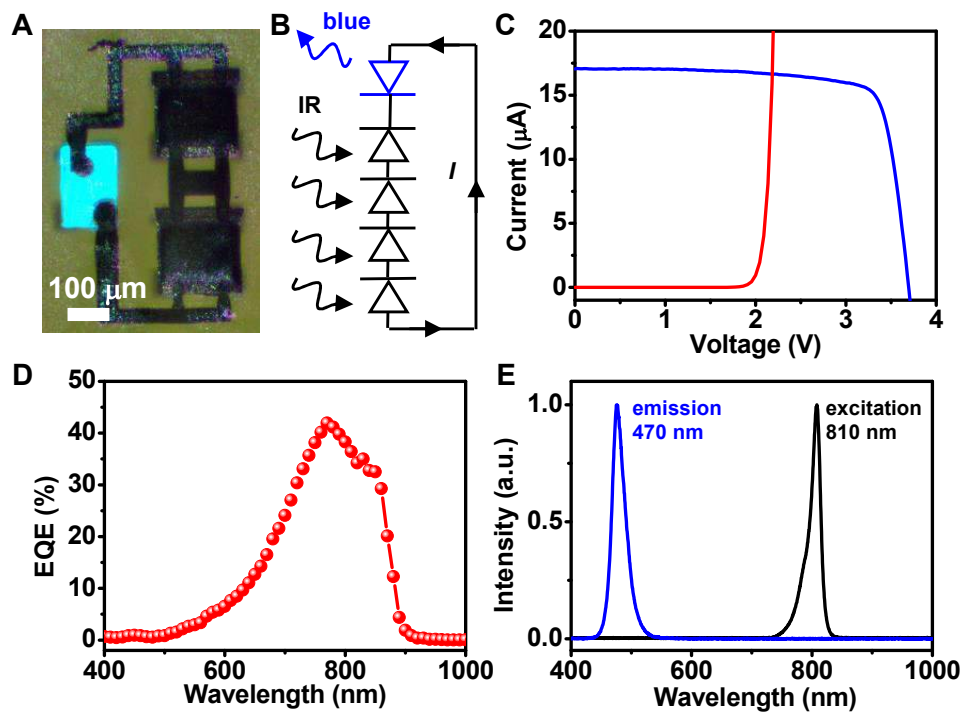 A
100 μm
B
blue
IR
I
C
20
15
10
5
0
Current (μA)
0
1
2
3
4
Voltage (V)
D
50
40
30
20
10
0
EQE (%)
400
600
800
1000
Wavelength (nm)
E
emission
470 nm
excitation
810 nm
1.0
0.5
0.0
Intensity (a.u.)
400
600
800
1000
Wavelength (nm)